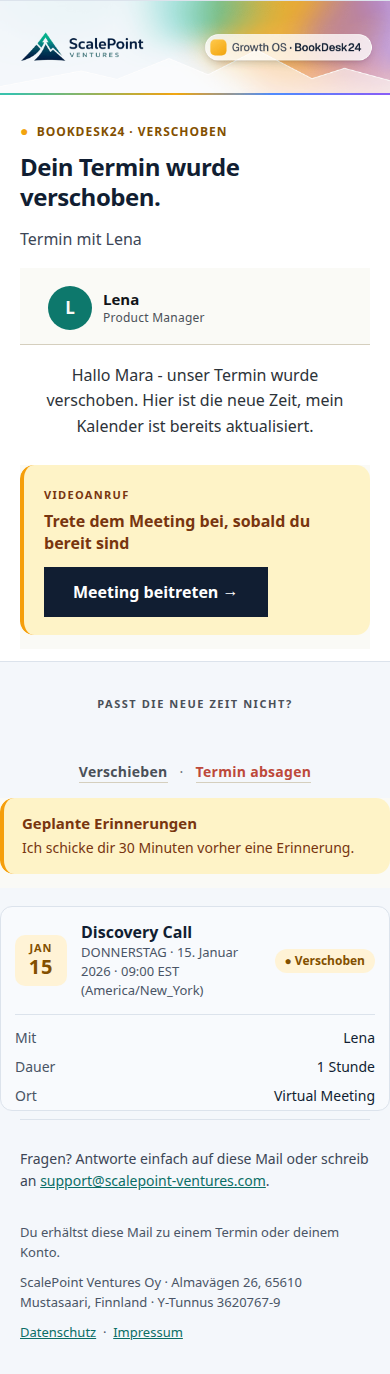 ScalePoint
VENTURES
Growth OS · BookDesk24
BOOKDESK24 · VERSCHOBEN
Dein Termin wurde
verschoben.
Termin mit Lena
L
Lena
Product Manager
Hallo Mara - unser Termin wurde
verschoben. Hier ist die neue Zeit, mein
Kalender ist bereits aktualisiert.
VIDEOANRUF
Trete dem Meeting bei, sobald du
bereit sind
Meeting beitreten →
PASST DIE NEUE ZEIT NICHT?
Verschieben · Termin absagen
Geplante Erinnerungen
Ich schicke dir 30 Minuten vorher eine Erinnerung.
JAN
15
Discovery Call
DONNERSTAG · 15. Januar
2026 · 09:00 EST
(America/New_York)
● Verschoben
Mit Lena
Dauer 1 Stunde
Ort Virtual Meeting
Fragen? Antworte einfach auf diese Mail oder schreib
an support@scalepoint-ventures.com.
Du erhältst diese Mail zu einem Termin oder deinem
Konto.
ScalePoint Ventures Oy · Almavägen 26, 65610
Mustasaari, Finnland · Y-Tunnus 3620767-9
Datenschutz · Impressum